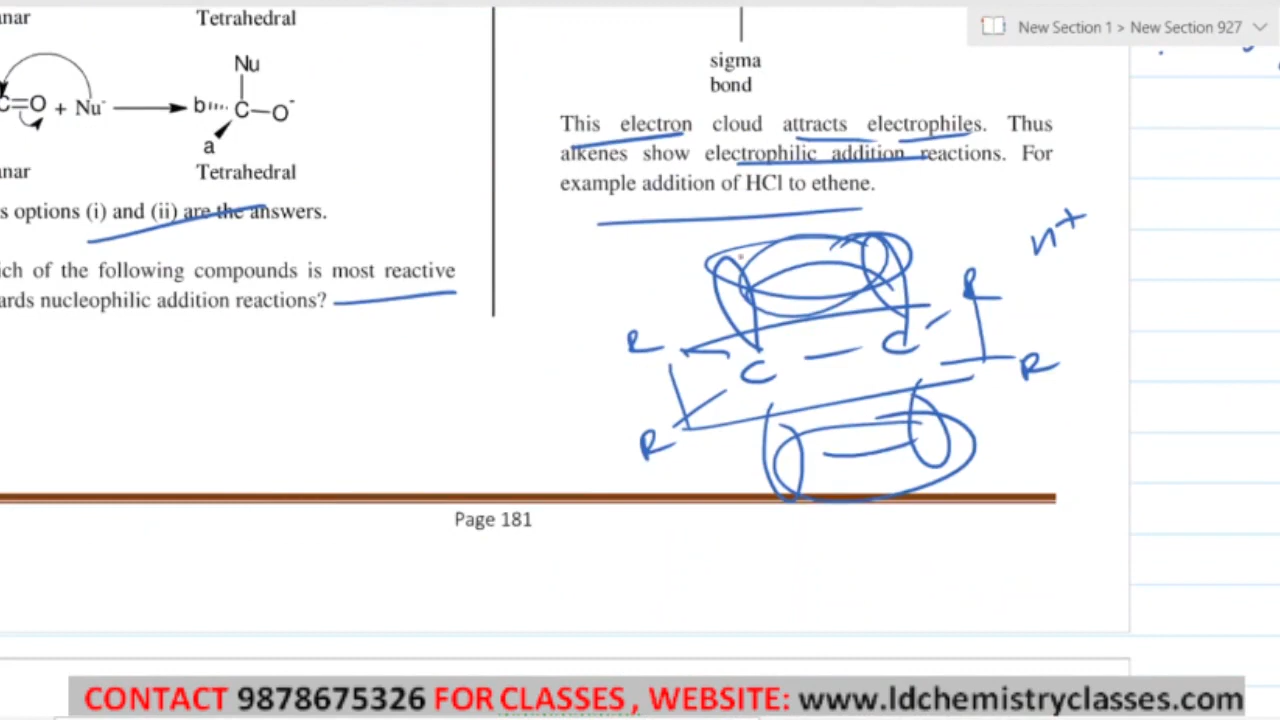 nar
Tetrahedral
Nu
C=O + Nu-
b
C—O-
a
nar
Tetrahedral
s options (i) and (ii) are the answers.
ich of the following compounds is most reactive
ards nucleophilic addition reactions?
New Section 1 > New Section 927
sigma
bond
This electron cloud attracts electrophiles. Thus
alkenes show electrophilic addition reactions. For
example addition of HCl to ethene.
R
R
C
C
R
R
Page 181
CONTACT 9878675326 FOR CLASSES , WEBSITE: www.ldchemistryclasses.com